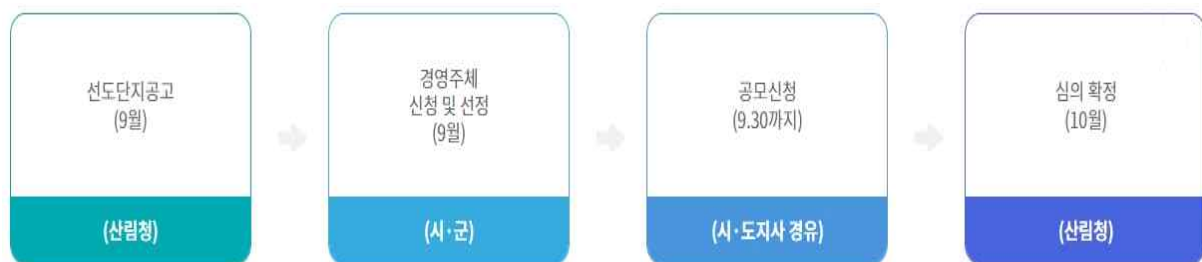 선도단지공고
(9월)
(산림청)
경영주체
신청 및 선정
(9월)
(시·군)
공모신청
(9.30까지)
(시·도지사 경유)
심의 확정
(10월)
(산림청)